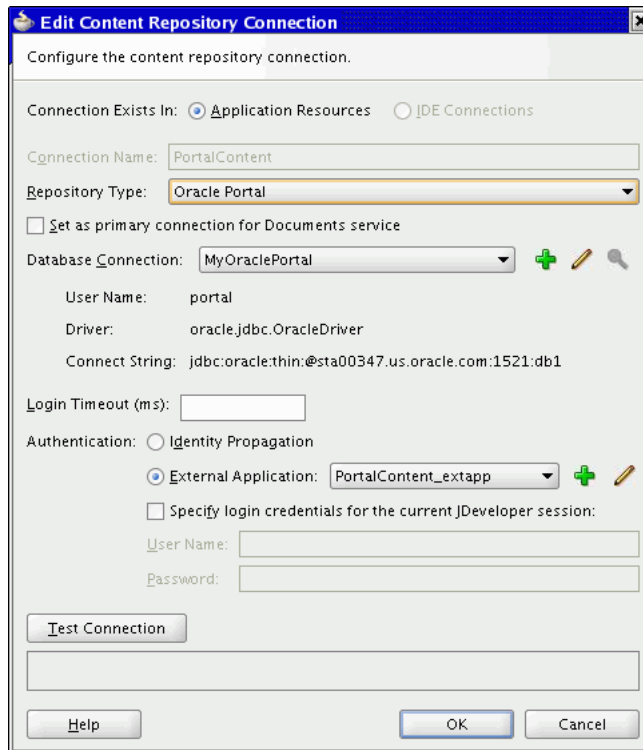 Edit Content Repository Connection
Configure the content repository connection.
Connection Exists In: Application Resources IDE Connections
Connection Name: PortalContent
Repository Type: Oracle Portal
Set as primary connection for Documents service
Database Connection: MyOraclePortal
User Name: portal
Driver: oracle.jdbc.OracleDriver
Connect String: jdbc:oracle:thin:@sta00347.us.oracle.com:1521:db1
Login Timeout (ms):
Authentication: Identity Propagation
External Application: PortalContent_extapp
Specify login credentials for the current JDeveloper session:
User Name:
Password:
Test Connection
Help OK Cancel